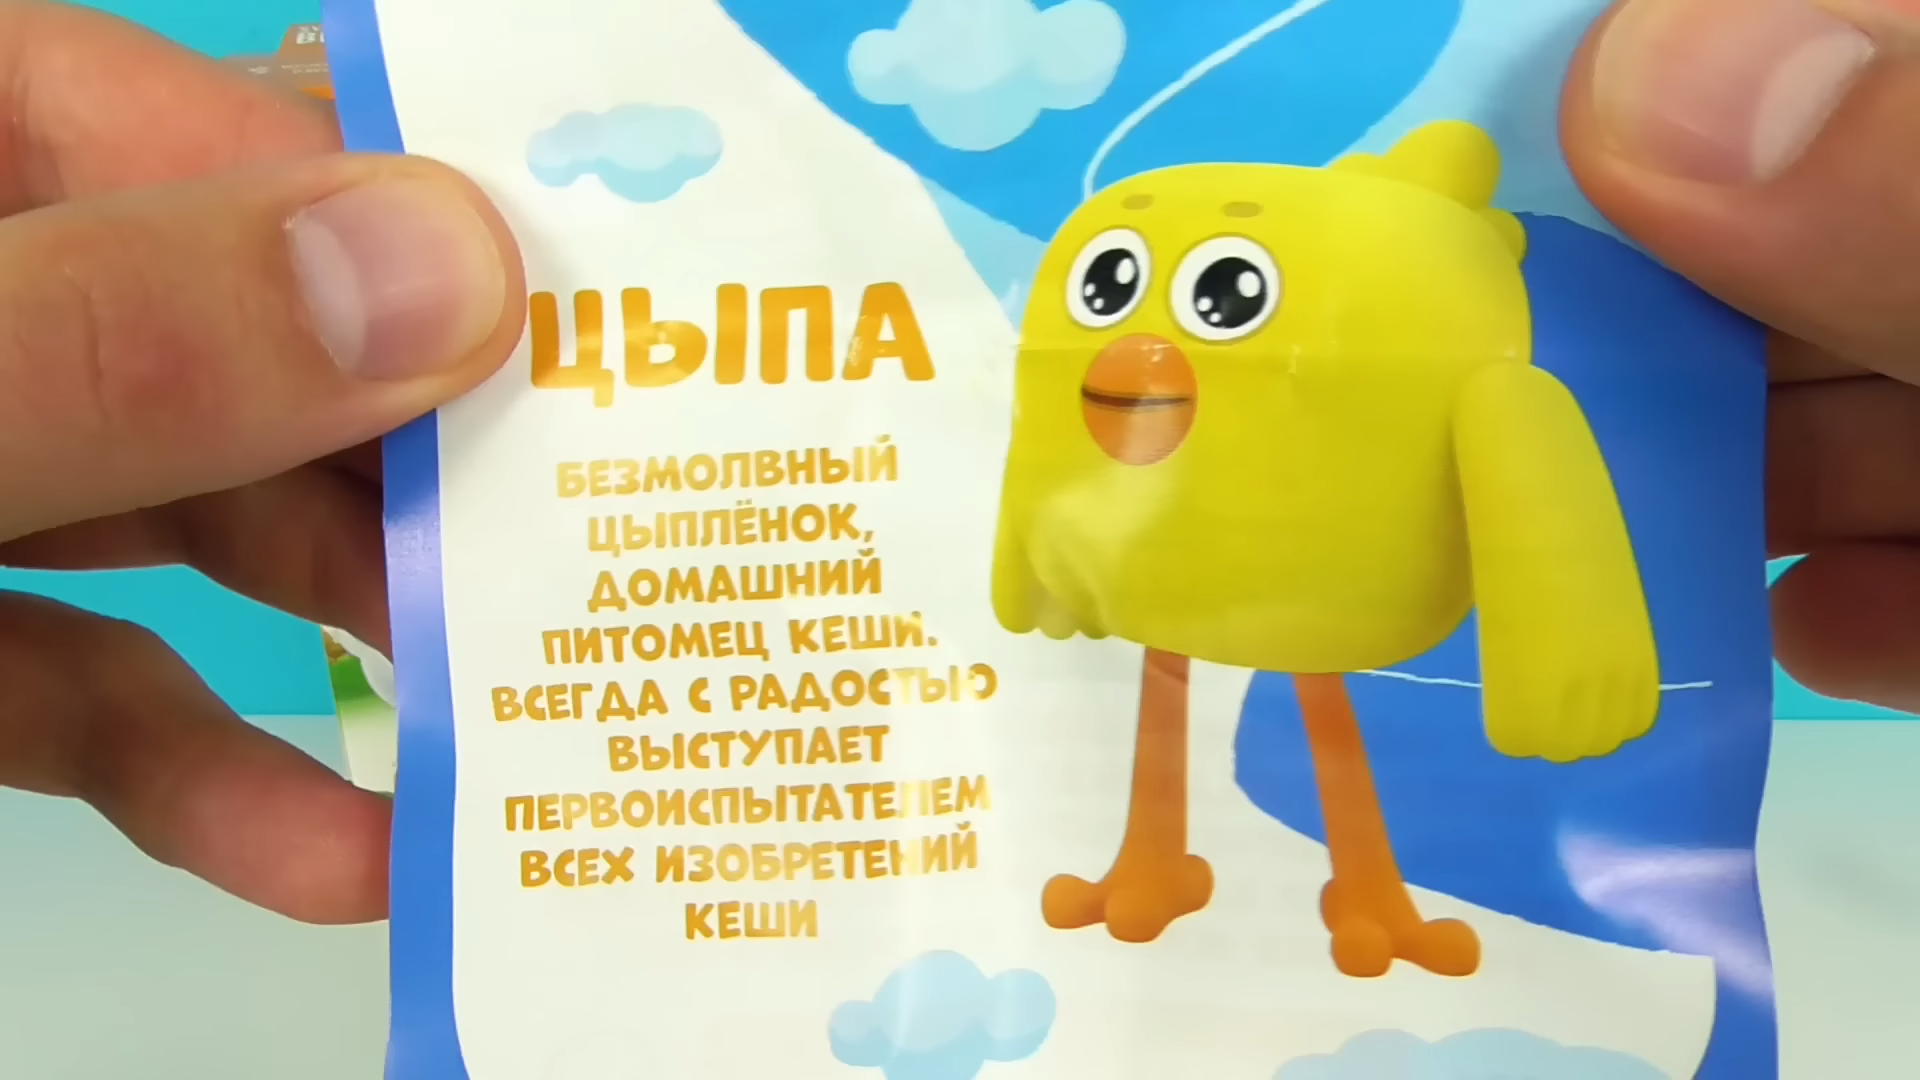 ЦЫПА
БЕЗМОЛВНЫЙ
ЦЫПЛЁНОК,
ДОМАШНИЙ
ПИТОМЕЦ КЕШИ.
ВСЕГДА С РАДОСТЬЮ
ВЫСТУПАЕТ
ПЕРВОИСПЫТАТЕЛЕМ
ВСЕХ ИЗОБРЕТЕНИЙ
КЕШИ